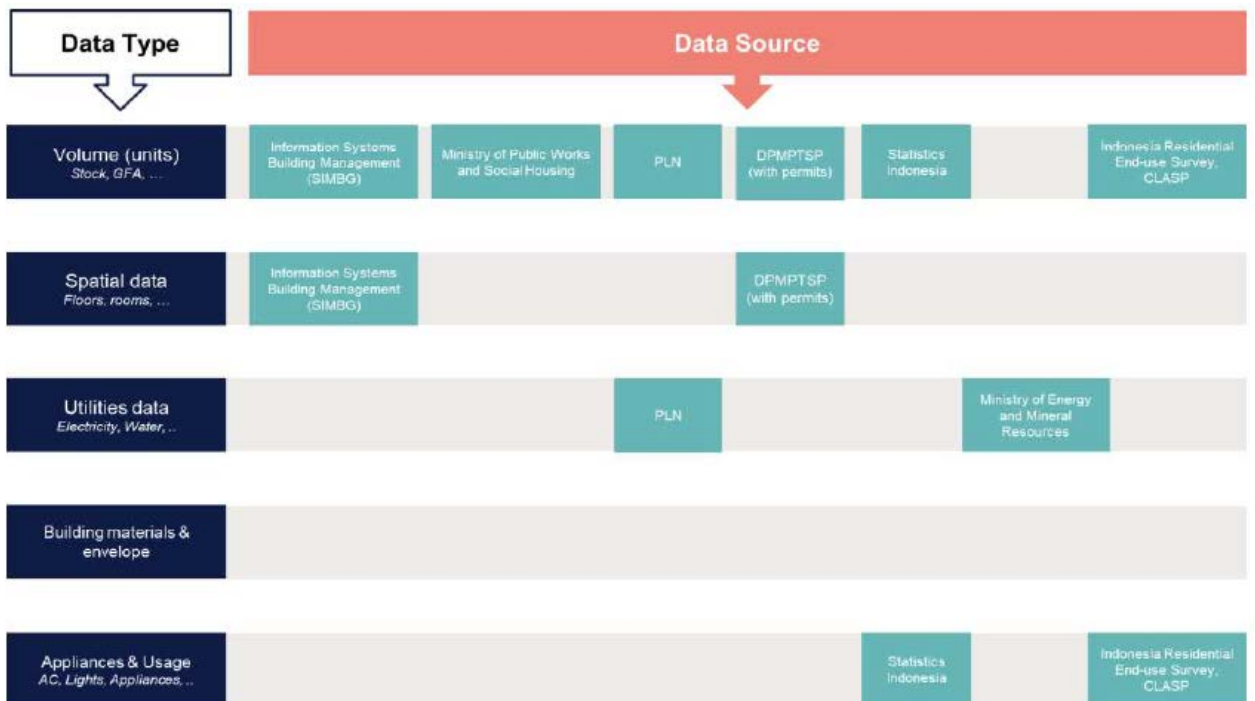 Data Type
Data Source
Volume (units)
Stock, GFA, ...
Information Systems
Building Management
(SIMBG)
Ministry of Public Works
and Social Housing
PLN
DPMPTSP
(with permits)
Statistics
Indonesia
Indonesia Residential
End-use Survey,
CLASP
Spatial data
Floors, rooms, ...
Information Systems
Building Management
(SIMBG)
DPMPTSP
(with permits)
Utilities data
Electricity, Water, ..
PLN
Ministry of Energy
and Mineral
Resources
Building materials &
envelope
Appliances & Usage
AC, Lights, Appliances, ..
Statistics
Indonesia
Indonesia Residential
End-use Survey,
CLASP